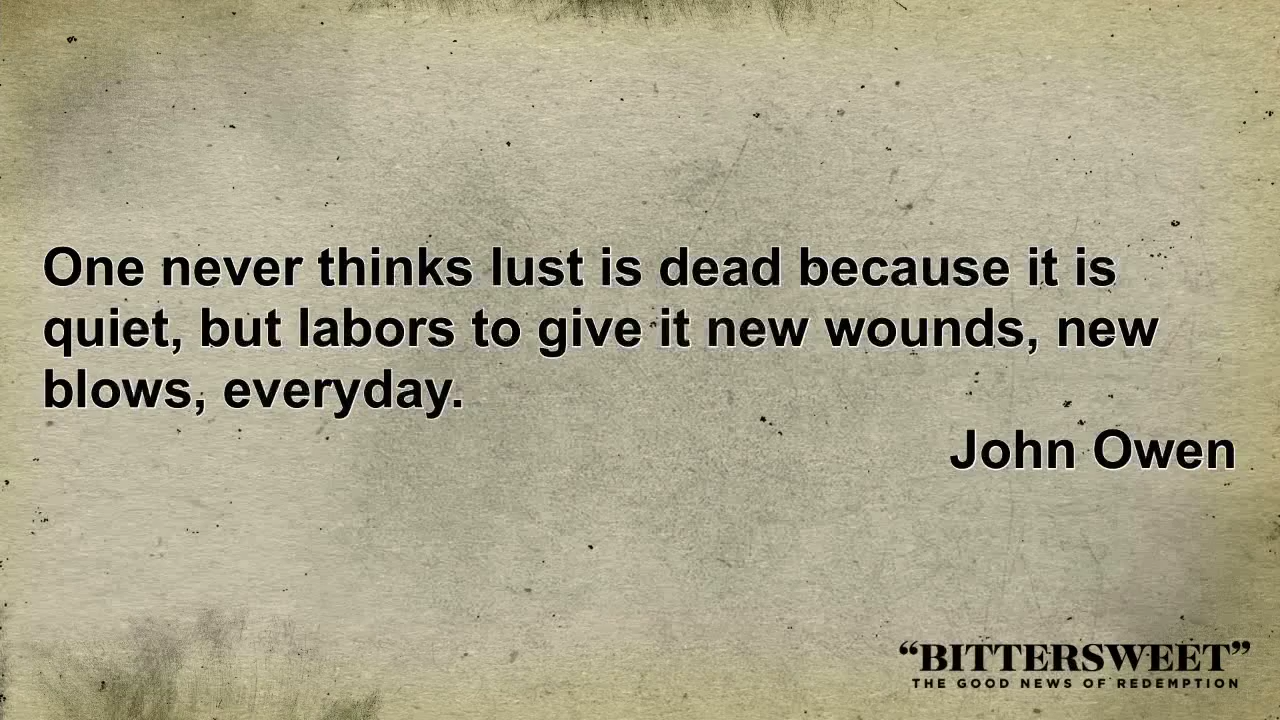 One never thinks lust is dead because it is
quiet, but labors to give it new wounds, new
blows, everyday.
John Owen
“BITTERSWEET”
THE GOOD NEWS OF REDEMPTION